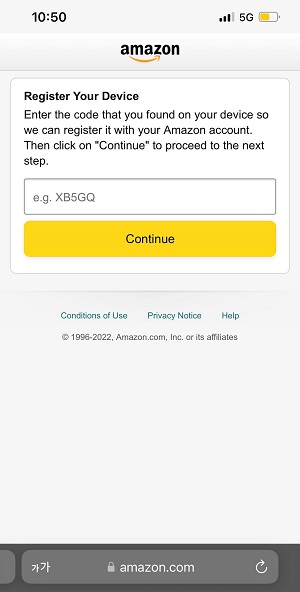 10:50
5G
amazon
Register Your Device
Enter the code that you found on your device so
we can register it with your Amazon account.
Then click on "Continue" to proceed to the next
step.
e.g. XB5GQ
Continue
Conditions of Use Privacy Notice Help
© 1996-2022, Amazon.com, Inc. or its affiliates
가가 amazon.com